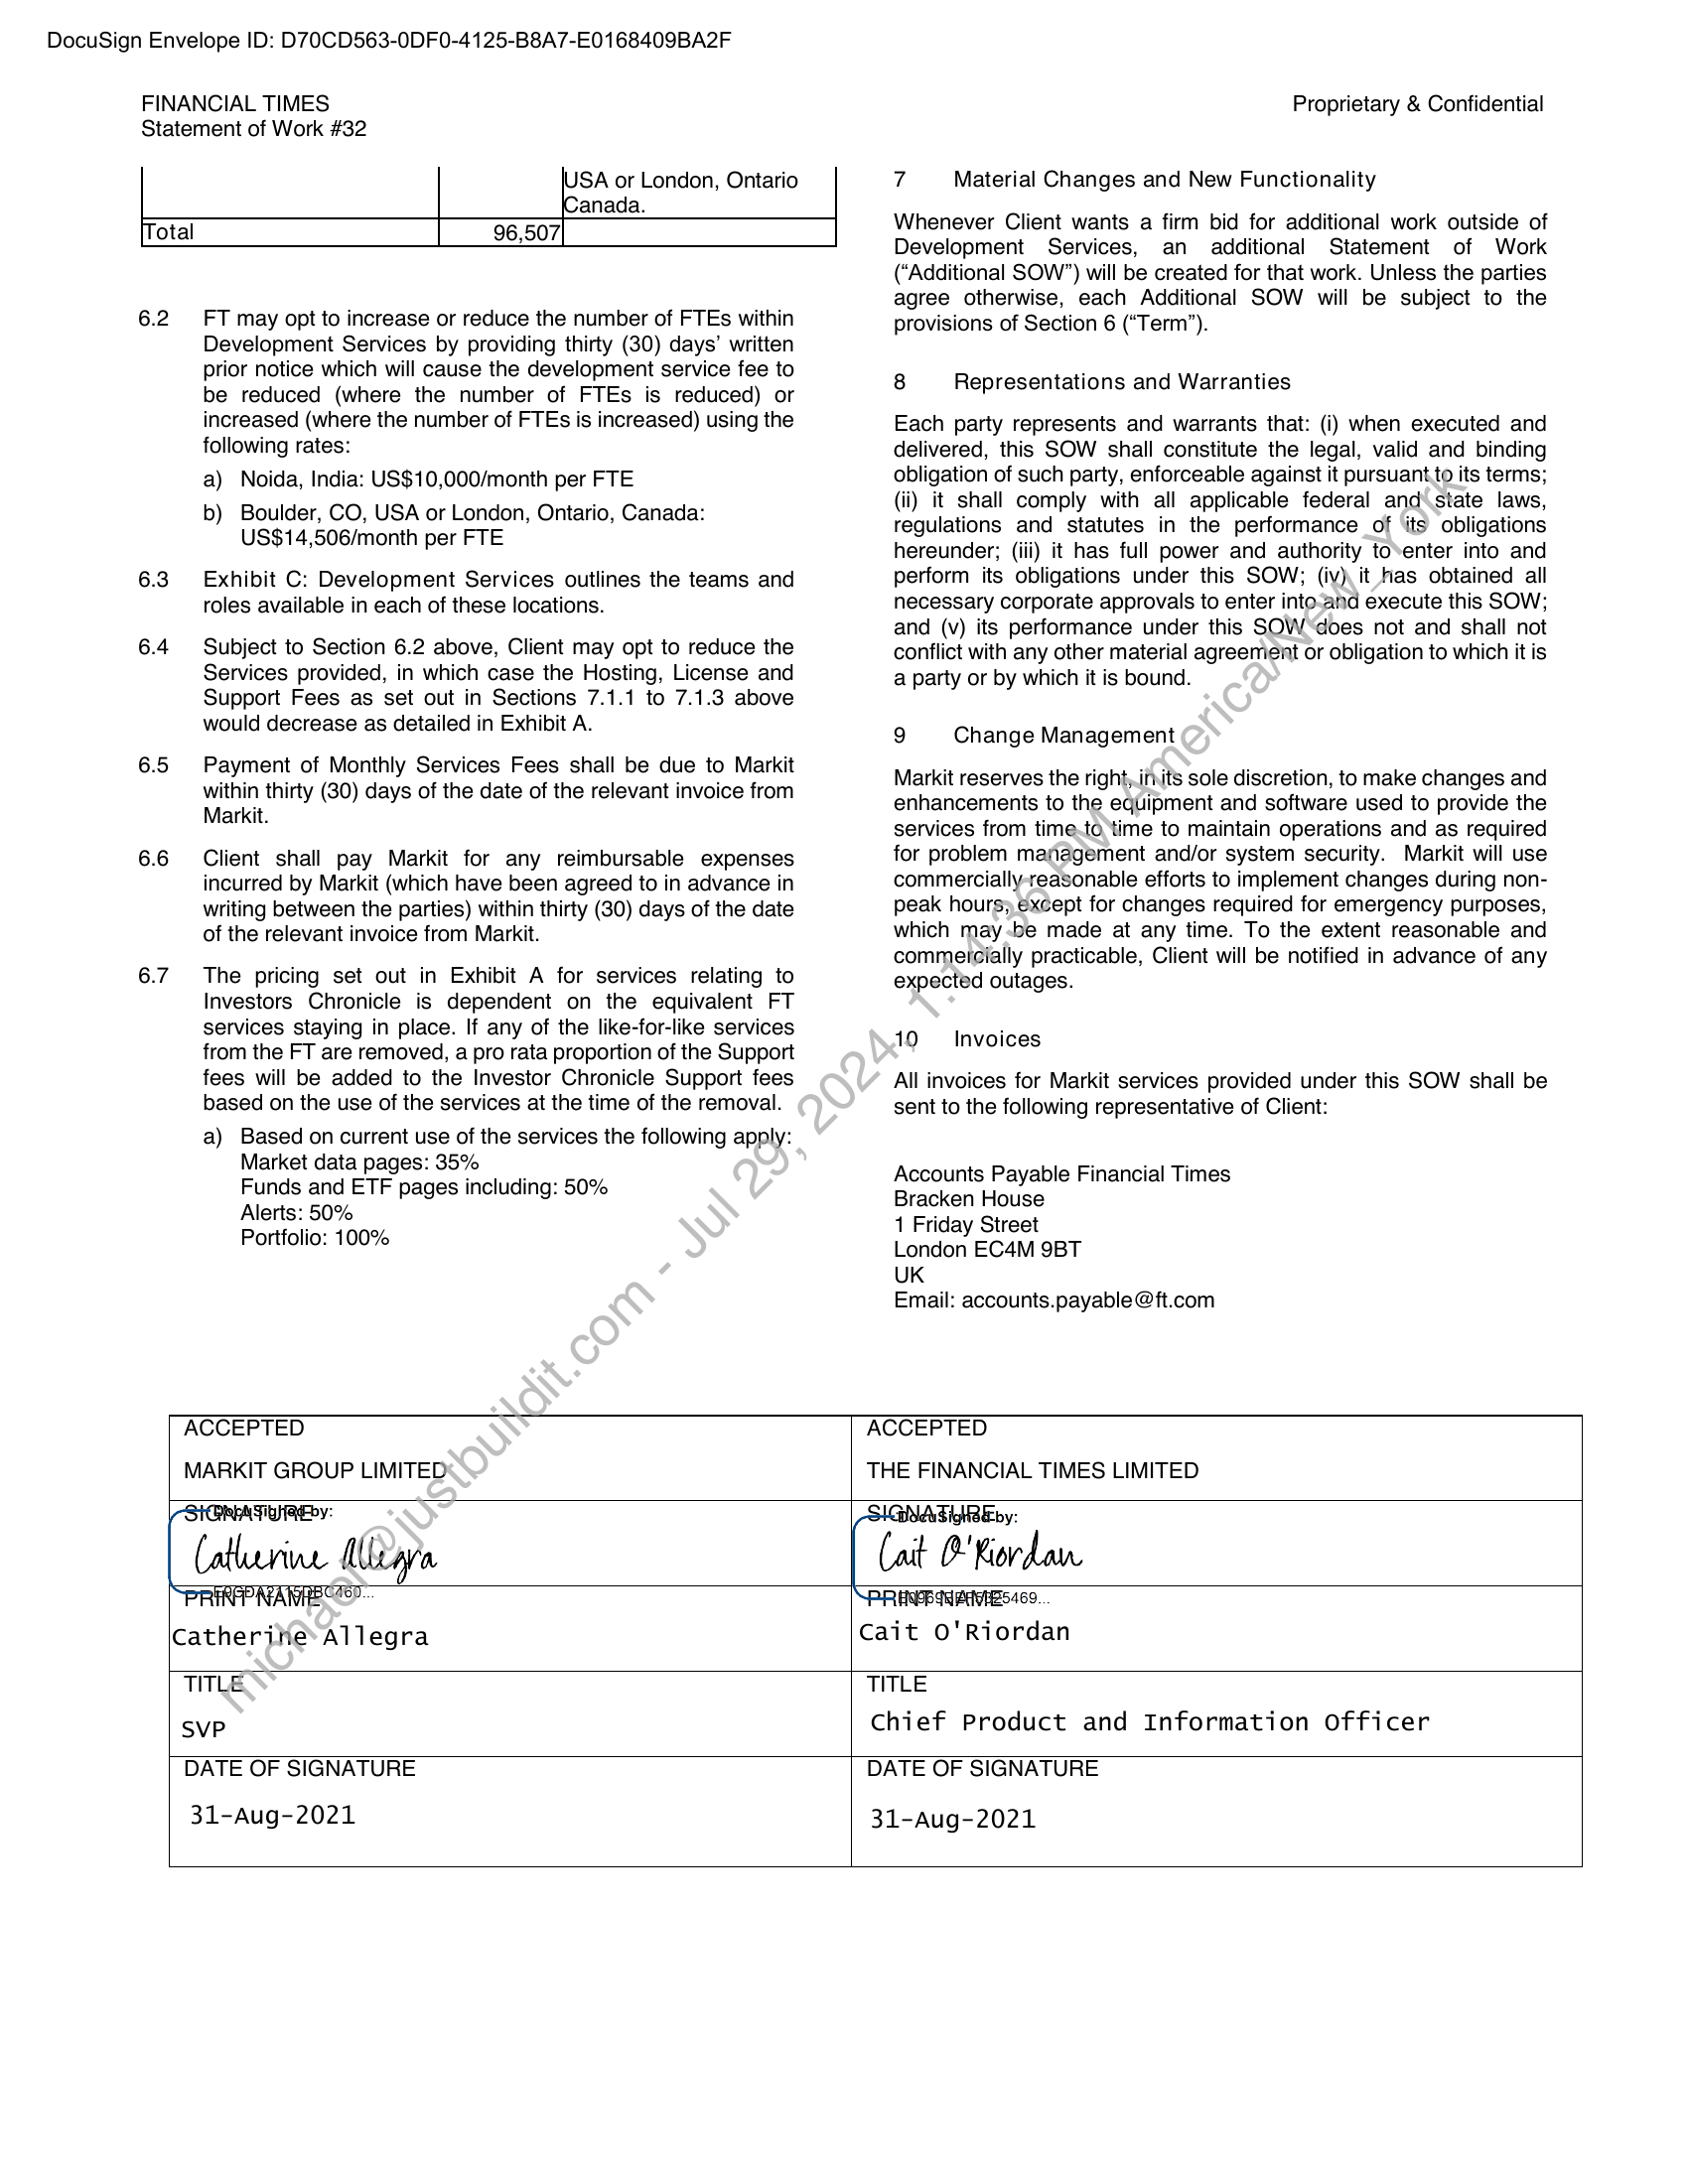 DocuSign Envelope ID: D70CD563-0DF0-4125-B8A7-E0168409BA2F
FINANCIAL TIMES
Statement of Work #32
Proprietary & Confidential
USA or London, Ontario
Canada.
Total 96,507
6.2 FT may opt to increase or reduce the number of FTEs within
Development Services by providing thirty (30) days’ written
prior notice which will cause the development service fee to
be reduced (where the number of FTEs is reduced) or
increased (where the number of FTEs is increased) using the
following rates:
a) Noida, India: US$10,000/month per FTE
b) Boulder, CO, USA or London, Ontario, Canada:
US$14,506/month per FTE
6.3 Exhibit C: Development Services outlines the teams and
roles available in each of these locations.
6.4 Subject to Section 6.2 above, Client may opt to reduce the
Services provided, in which case the Hosting, License and
Support Fees as set out in Sections 7.1.1 to 7.1.3 above
would decrease as detailed in Exhibit A.
6.5 Payment of Monthly Services Fees shall be due to Markit
within thirty (30) days of the date of the relevant invoice from
Markit.
6.6 Client shall pay Markit for any reimbursable expenses
incurred by Markit (which have been agreed to in advance in
writing between the parties) within thirty (30) days of the date
of the relevant invoice from Markit.
6.7 The pricing set out in Exhibit A for services relating to
Investors Chronicle is dependent on the equivalent FT
services staying in place. If any of the like-for-like services
from the FT are removed, a pro rata proportion of the Support
fees will be added to the Investor Chronicle Support fees
based on the use of the services at the time of the removal.
a) Based on current use of the services the following apply:
Market data pages: 35%
Funds and ETF pages including: 50%
Alerts: 50%
Portfolio: 100%
7 Material Changes and New Functionality
Whenever Client wants a firm bid for additional work outside of
Development Services, an additional Statement of Work
(“Additional SOW”) will be created for that work. Unless the parties
agree otherwise, each Additional SOW will be subject to the
provisions of Section 6 (“Term”).
8 Representations and Warranties
Each party represents and warrants that: (i) when executed and
delivered, this SOW shall constitute the legal, valid and binding
obligation of such party, enforceable against it pursuant to its terms;
(ii) it shall comply with all applicable federal and state laws,
regulations and statutes in the performance of its obligations
hereunder; (iii) it has full power and authority to enter into and
perform its obligations under this SOW; (iv) it has obtained all
necessary corporate approvals to enter into and execute this SOW;
and (v) its performance under this SOW does not and shall not
conflict with any other material agreement or obligation to which it is
a party or by which it is bound.
9 Change Management
Markit reserves the right, in its sole discretion, to make changes and
enhancements to the equipment and software used to provide the
services from time to time to maintain operations and as required
for problem management and/or system security. Markit will use
commercially reasonable efforts to implement changes during non-
peak hours, except for changes required for emergency purposes,
which may be made at any time. To the extent reasonable and
commercially practicable, Client will be notified in advance of any
expected outages.
10 Invoices
All invoices for Markit services provided under this SOW shall be
sent to the following representative of Client:
Accounts Payable Financial Times
Bracken House
1 Friday Street
London EC4M 9BT
UK
Email: accounts.payable@ft.com
michael@justbuildit.com - Jul 29, 2024, 1:14:36 PM America/New_York
ACCEPTED
MARKIT GROUP LIMITED
SIGNATURE
DocuSigned by:
Catherine Allegra
PRINT NAME
Catherine Allegra
TITLE
SVP
DATE OF SIGNATURE
31-Aug-2021
ACCEPTED
THE FINANCIAL TIMES LIMITED
SIGNATURE
DocuSigned by:
Cait O'Riordan
PRINT NAME
Cait O'Riordan
TITLE
Chief Product and Information Officer
DATE OF SIGNATURE
31-Aug-2021